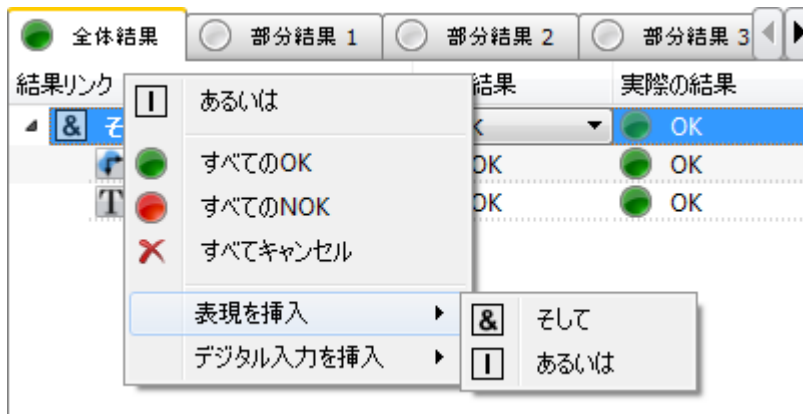 全体結果 部分結果 1 部分結果 2 部分結果 3
結果リンク 結果 実際の結果
& そ OK
あるいは
すべてのOK OK OK
すべてのNOK OK OK
すべてキャンセル
表現を挿入
デジタル入力を挿入
& そして
あるいは